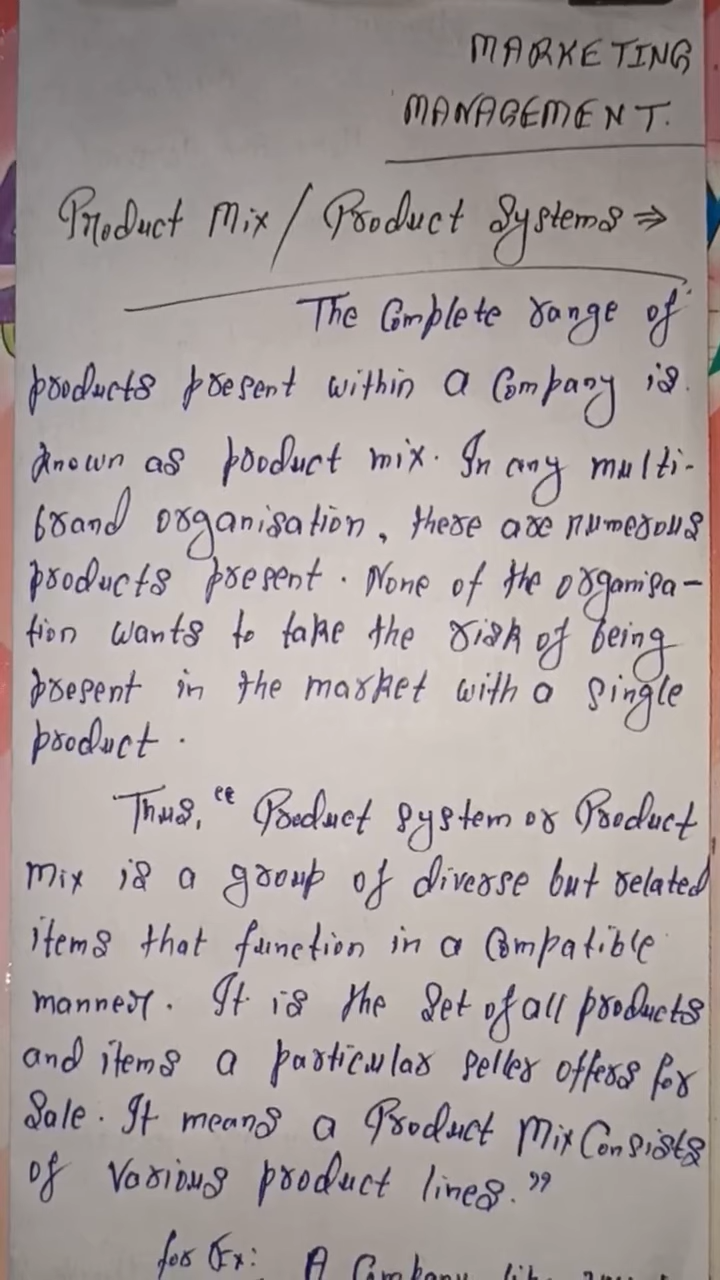 MARKETING
MANAGEMENT.
Product Mix / Product Systems ⇒
The Complete range of
products present within a Company is
known as product mix. In any multi-
brand organisation, there are numerous
products present. None of the organisa-
tion wants to take the risk of being
present in the market with a single
product.
Thus, “ Product system or Product
mix is a group of diverse but related
items that function in a Compatible
manner. It is the Set of all products
and items a particular seller offers for
Sale. It means a Product Mix Consists
of Various product lines.”
for Ex: A Company